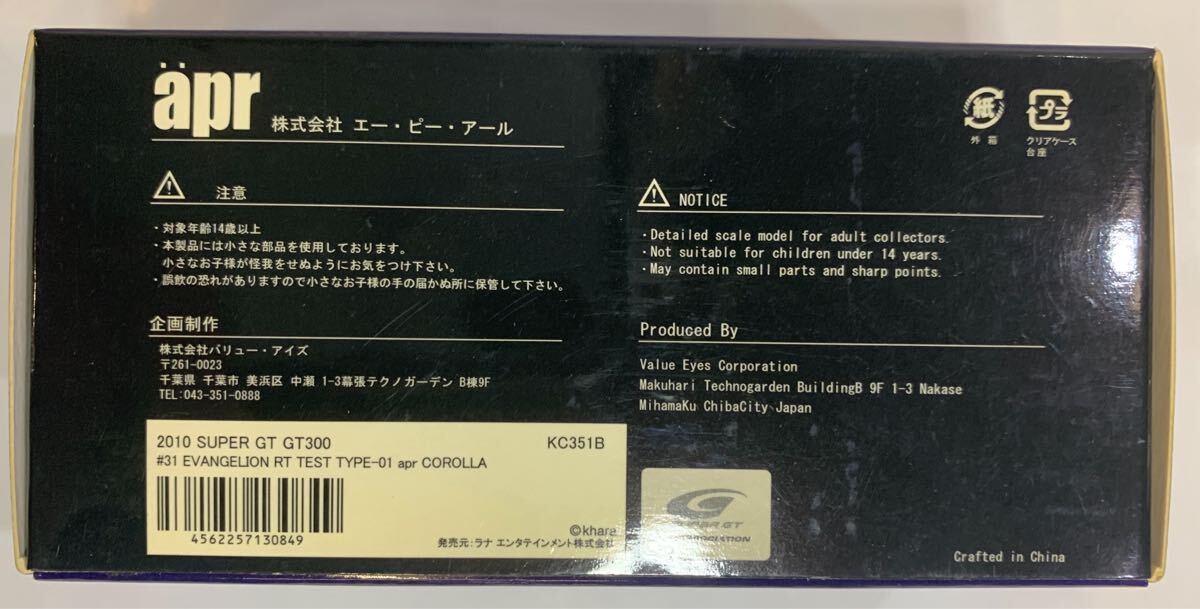 äpr
株式会社 エー・ピー・アール
紙
外箱
プラ
クリアケース
台座
注意
・対象年齢14歳以上
・本製品には小さな部品を使用しております。
小さなお子様が怪我をせぬようにお気をつけ下さい。
・誤飲の恐れがありますので小さなお子様の手の届かぬ所に保管して下さい。
企画制作
株式会社バリュー・アイズ
〒261-0023
千葉県 千葉市 美浜区 中瀬 1-3幕張テクノガーデン B棟9F
TEL:043-351-0888
NOTICE
・Detailed scale model for adult collectors.
・Not suitable for children under 14 years.
・May contain small parts and sharp points.
Produced By
Value Eyes Corporation
Makuhari Technogarden BuildingB 9F 1-3 Nakase
MihamaKu ChibaCity Japan
2010 SUPER GT GT300 KC351B
#31 EVANGELION RT TEST TYPE-01 apr COROLLA
4562257130849
©khara
発売元:ラナ エンタテインメント株式会社
GT
Crafted in China